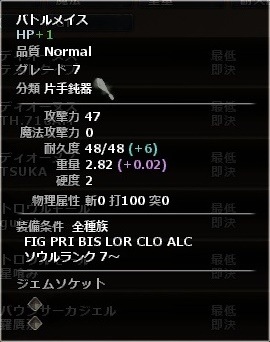 バトルメイス
HP+1
品質 Normal
グレード 7
分類 片手鈍器
攻撃力 47
魔法攻撃力 0
耐久度 48/48 (+6)
重量 2.82 (+0.02)
硬度 2
物理属性 斬0 打100 突0
装備条件 全種族
FIG PRI BIS LOR CLO ALC
ソウルランク 7～
ジェムソケット